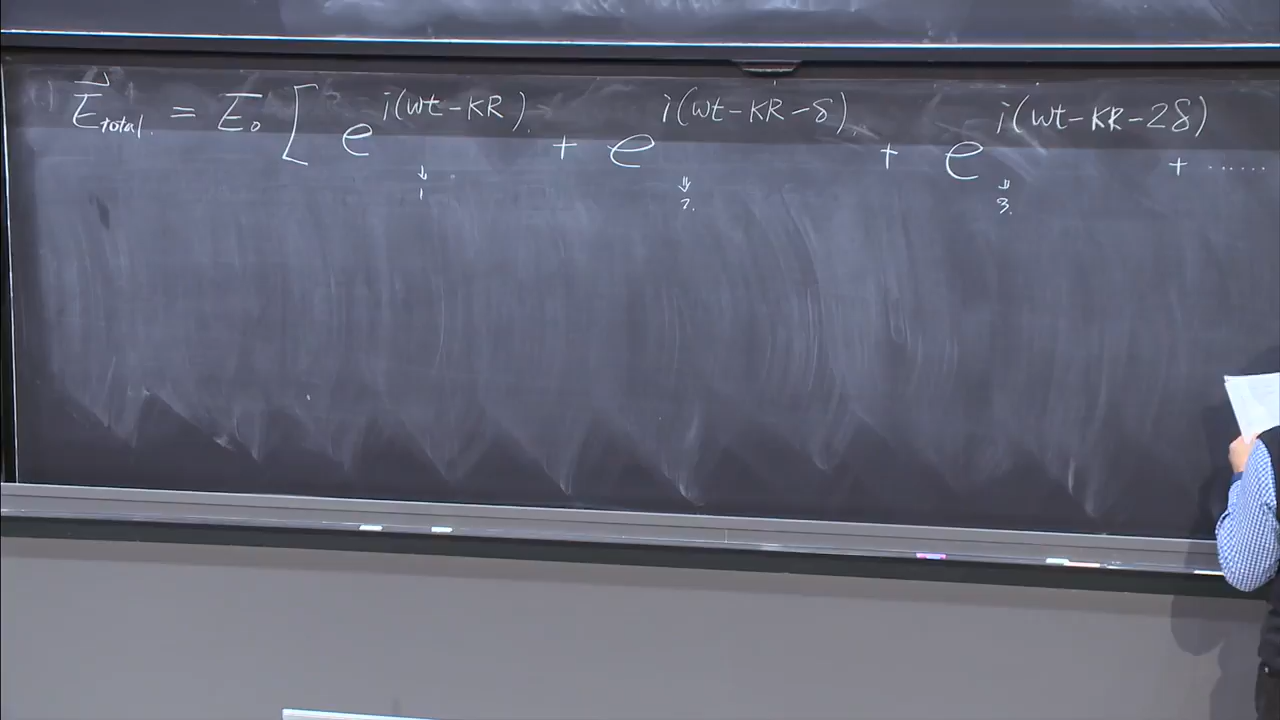 E⃗total. = E₀ [ e^{i(ωt-KR)} + e^{i(ωt-KR-δ)} + e^{i(ωt-KR-2δ)} + ......
↓ ⇓ ⇓
1 2. 3.